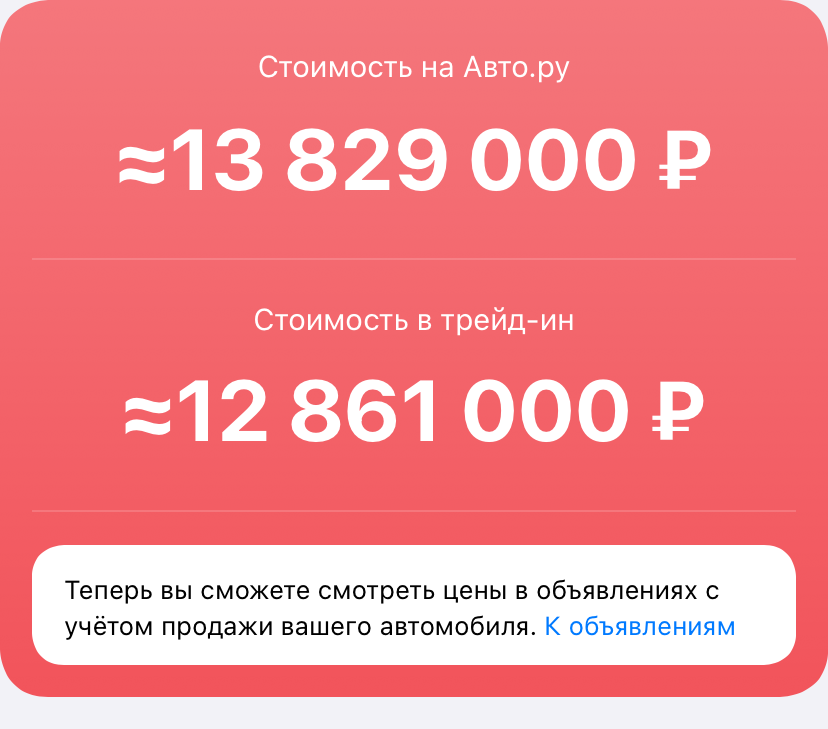 Стоимость на Авто.ру
≈13 829 000 ₽
Стоимость в трейд-ин
≈12 861 000 ₽
Теперь вы сможете смотреть цены в объявлениях с
учётом продажи вашего автомобиля. К объявлениям